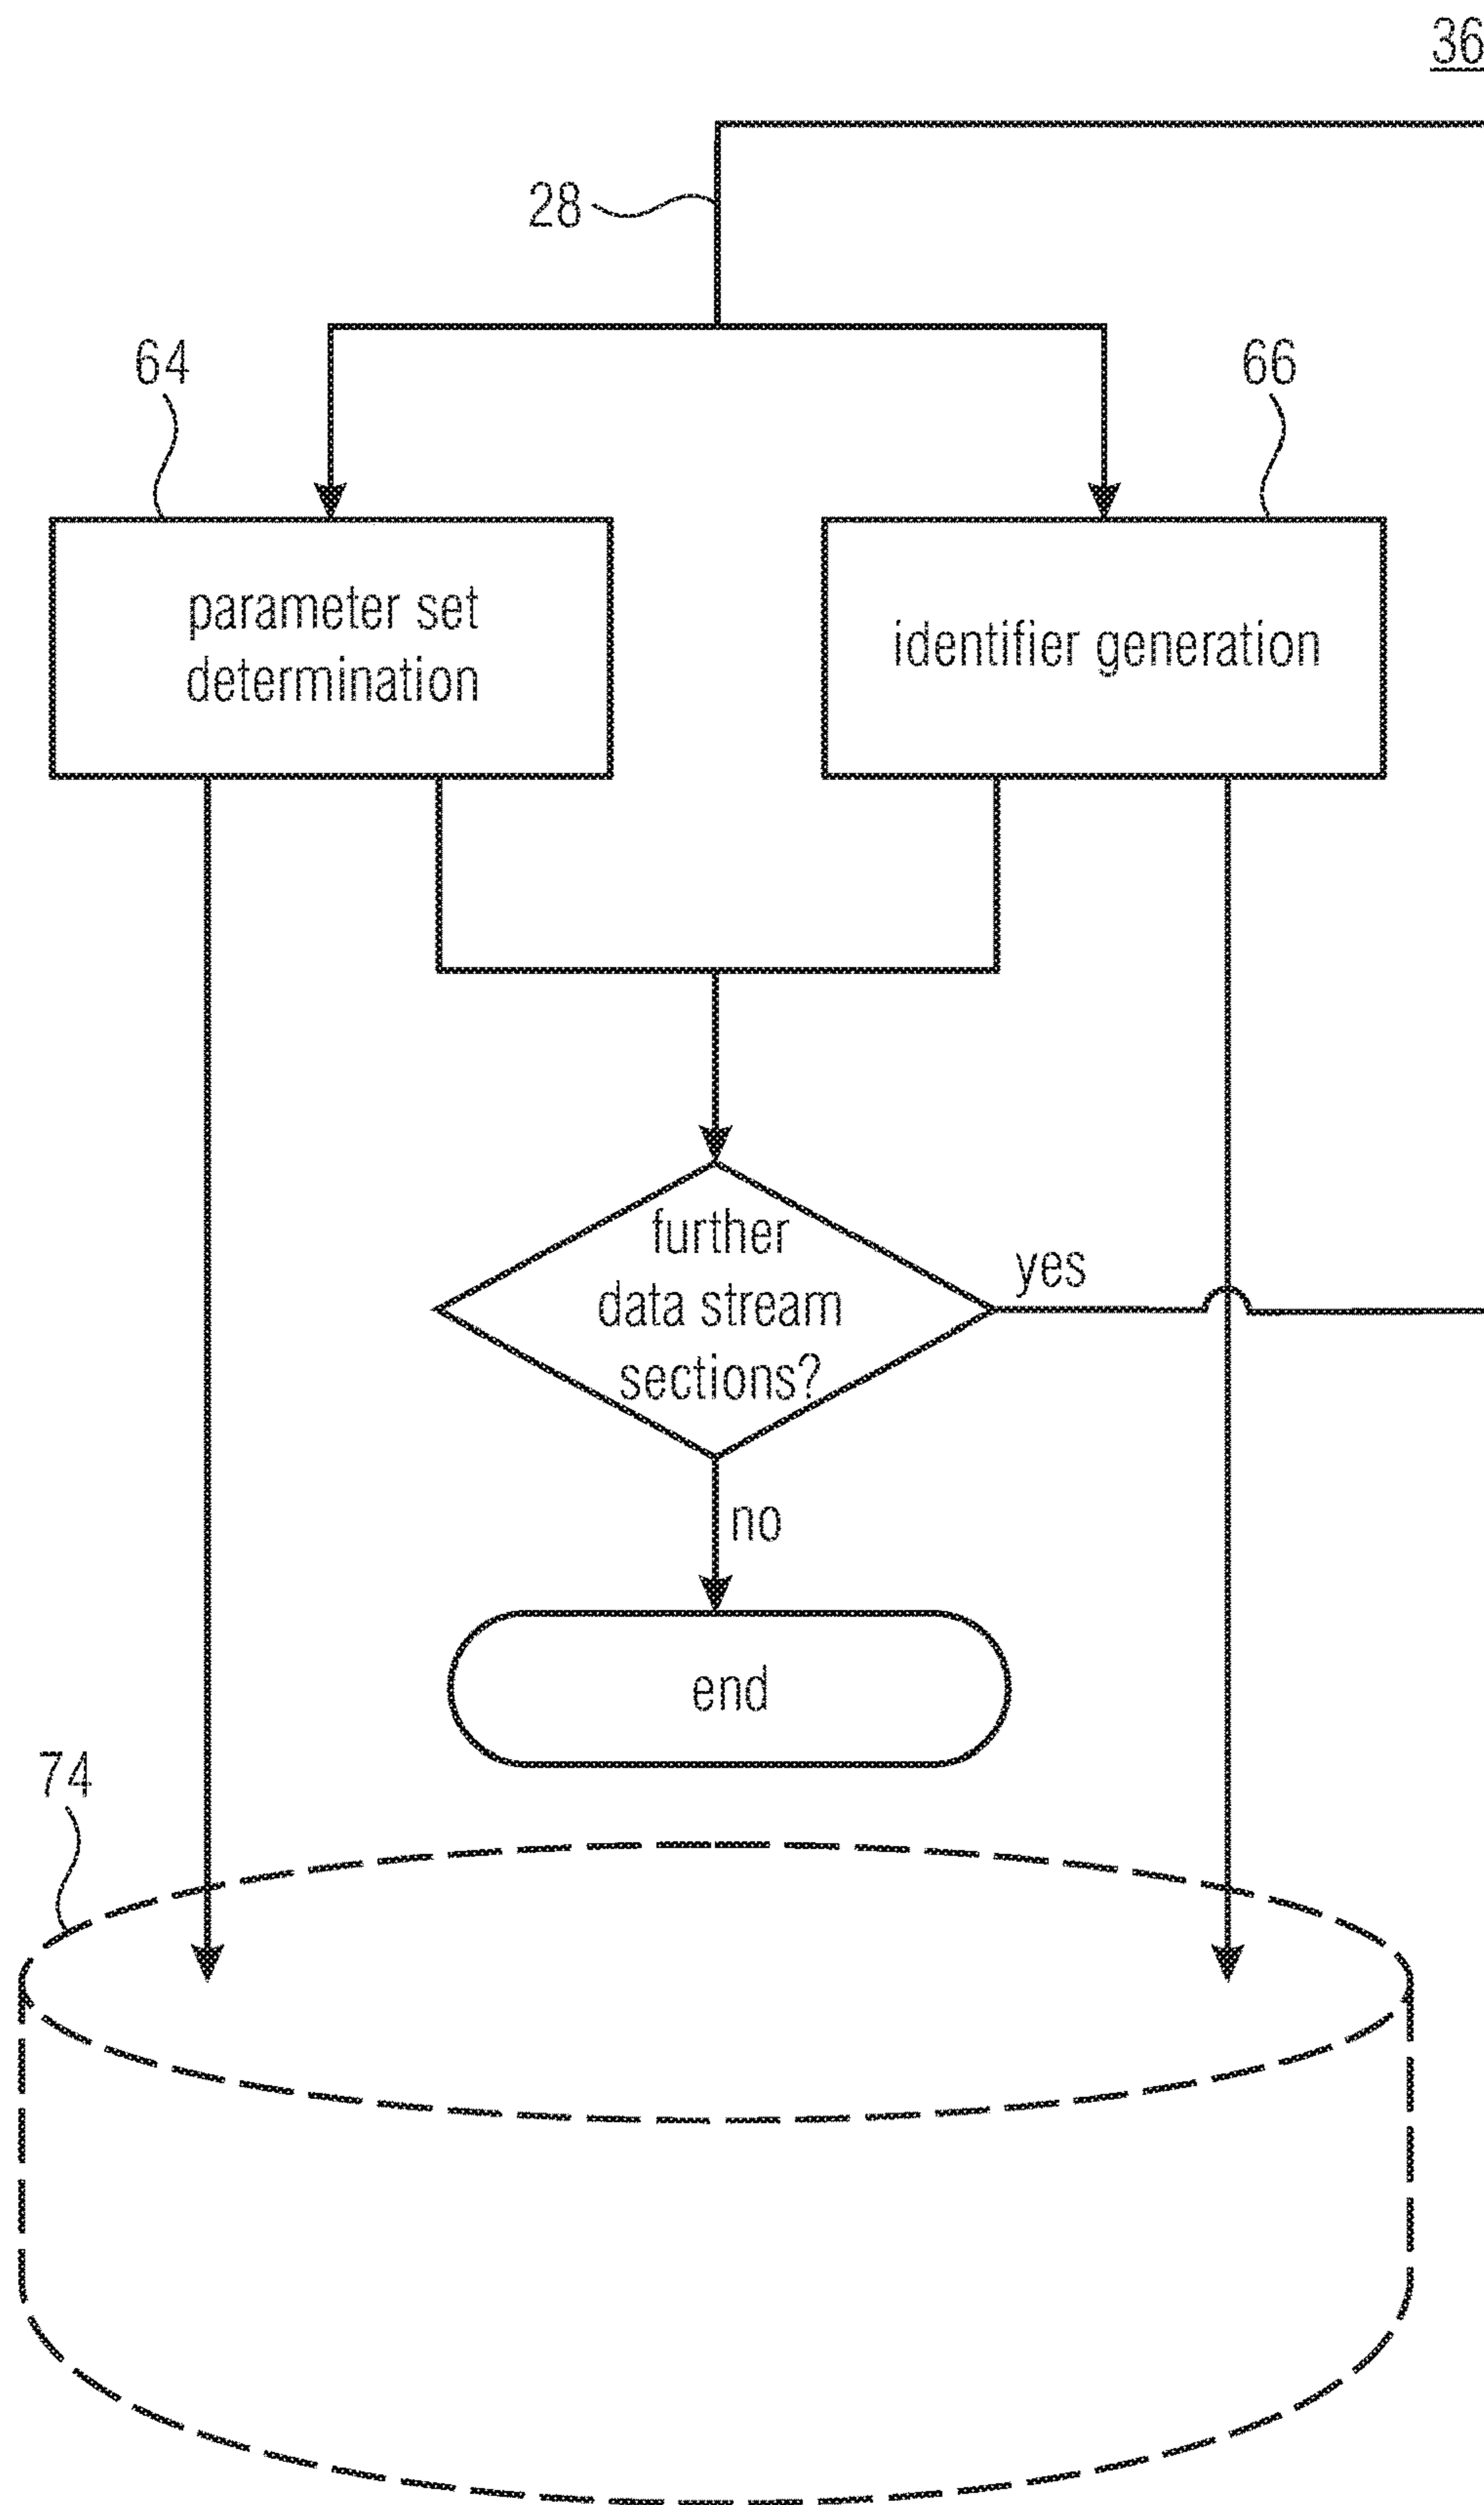 36
28
64
66
parameter set
determination
identifier generation
further
data stream
sections?
yes
no
end
74